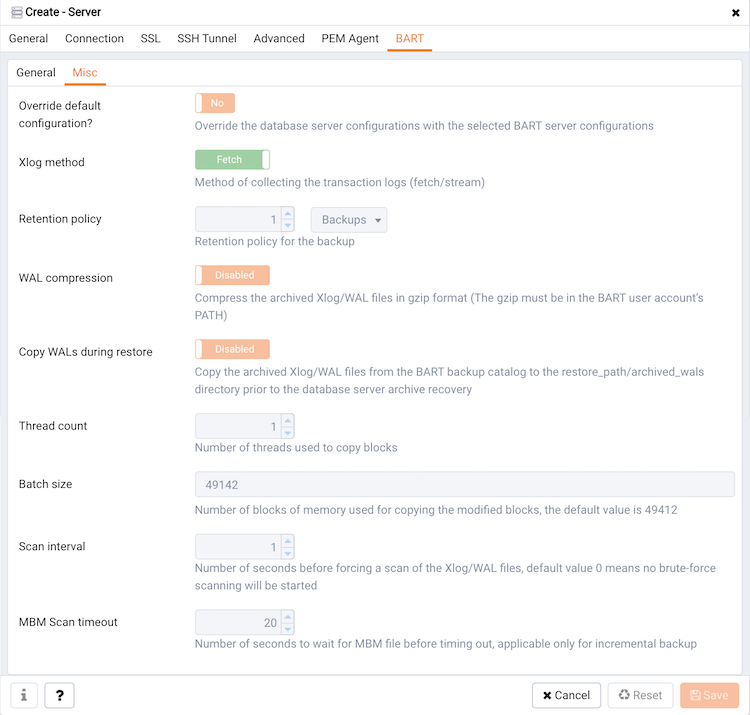 Create - Server
General Connection SSL SSH Tunnel Advanced PEM Agent BART
General Misc
Override default
configuration?
No
Override the database server configurations with the selected BART server configurations
Xlog method
Fetch
Method of collecting the transaction logs (fetch/stream)
Retention policy
1 Backups
Retention policy for the backup
WAL compression
Disabled
Compress the archived Xlog/WAL files in gzip format (The gzip must be in the BART user account's
PATH)
Copy WALs during restore
Disabled
Copy the archived Xlog/WAL files from the BART backup catalog to the restore_path/archived_wals
directory prior to the database server archive recovery
Thread count
1
Number of threads used to copy blocks
Batch size
49142
Number of blocks of memory used for copying the modified blocks, the default value is 49412
Scan interval
1
Number of seconds before forcing a scan of the Xlog/WAL files, default value 0 means no brute-force
scanning will be started
MBM Scan timeout
20
Number of seconds to wait for MBM file before timing out, applicable only for incremental backup
i ? Cancel Reset Save